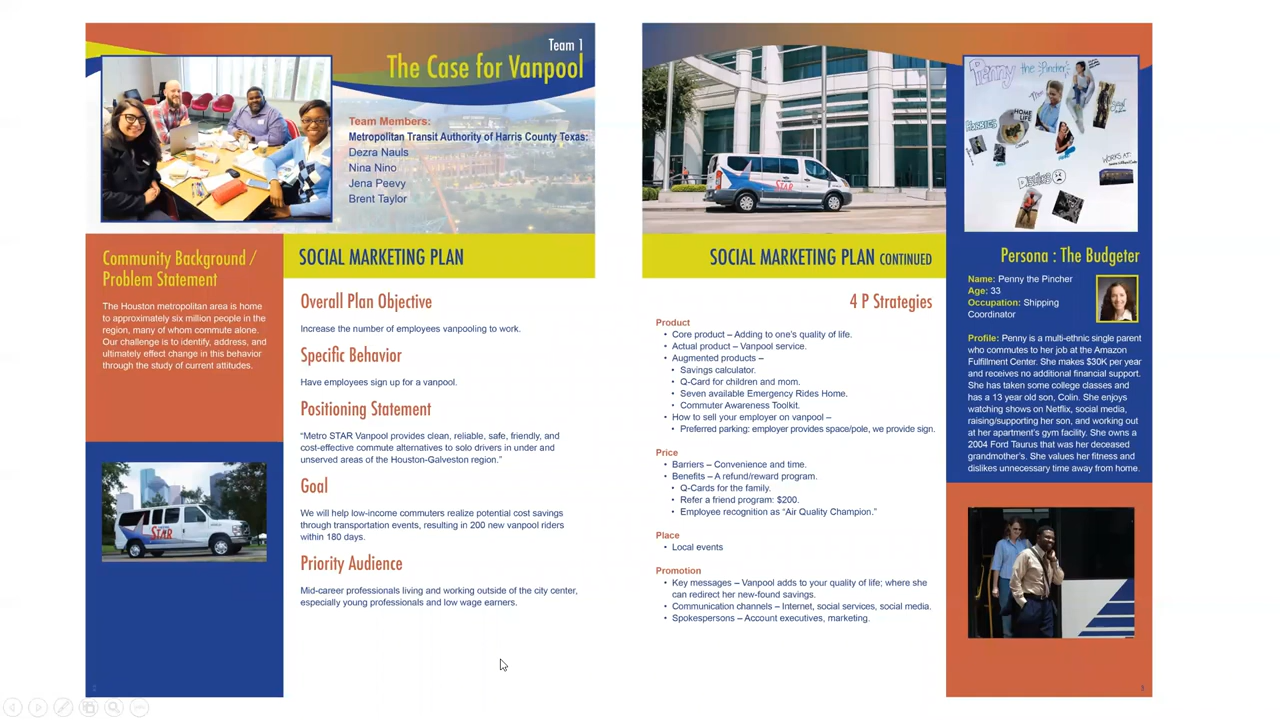 Team 1
The Case for Vanpool
Team Members:
Metropolitan Transit Authority of Harris County Texas:
Dezra Nauls
Nina Nino
Jena Peevy
Brent Taylor
Community Background /
Problem Statement
The Houston metropolitan area is home
to approximately six million people in the
region, many of whom commute alone.
Our challenge is to identify, address, and
ultimately effect change in this behavior
through the study of current attitudes.
STAR
2
SOCIAL MARKETING PLAN
Overall Plan Objective
Increase the number of employees vanpooling to work.
Specific Behavior
Have employees sign up for a vanpool.
Positioning Statement
“Metro STAR Vanpool provides clean, reliable, safe, friendly, and
cost-effective commute alternatives to solo drivers in under and
unserved areas of the Houston-Galveston region.”
Goal
We will help low-income commuters realize potential cost savings
through transportation events, resulting in 200 new vanpool riders
within 180 days.
Priority Audience
Mid-career professionals living and working outside of the city center,
especially young professionals and low wage earners.
STAR
SOCIAL MARKETING PLAN CONTINUED
4 P Strategies
Product
• Core product – Adding to one’s quality of life.
• Actual product – Vanpool service.
• Augmented products –
• Savings calculator.
• Q-Card for children and mom.
• Seven available Emergency Rides Home.
• Commuter Awareness Toolkit.
• How to sell your employer on vanpool –
• Preferred parking: employer provides space/pole, we provide sign.
Price
• Barriers – Convenience and time.
• Benefits – A refund/reward program.
• Q-Cards for the family.
• Refer a friend program: $200.
• Employee recognition as “Air Quality Champion.”
Place
• Local events
Promotion
• Key messages – Vanpool adds to your quality of life; where she
can redirect her new-found savings.
• Communication channels – Internet, social services, social media.
• Spokespersons – Account executives, marketing.
Penny the Pincher
HOME
LIFE
HOBBIES
WORKS AT:
DISLIKES
Persona : The Budgeter
Name: Penny the Pincher
Age: 33
Occupation: Shipping
Coordinator
Profile: Penny is a multi-ethnic single parent
who commutes to her job at the Amazon
Fulfillment Center. She makes $30K per year
and receives no additional financial support.
She has taken some college classes and
has a 13 year old son, Colin. She enjoys
watching shows on Netflix, social media,
raising/supporting her son, and working out
at her apartment’s gym facility. She owns a
2004 Ford Taurus that was her deceased
grandmother’s. She values her fitness and
dislikes unnecessary time away from home.
3